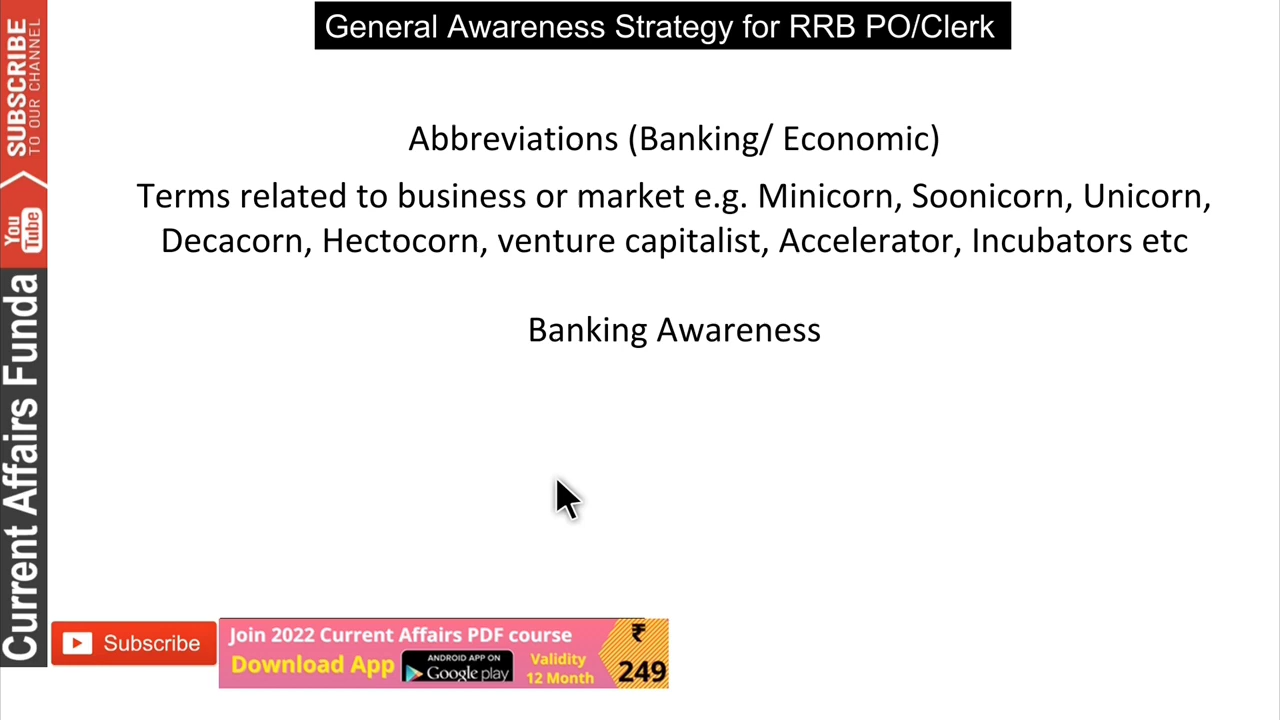 General Awareness Strategy for RRB PO/Clerk
Abbreviations (Banking/ Economic)
Terms related to business or market e.g. Minicorn, Soonicorn, Unicorn,
Decacorn, Hectocorn, venture capitalist, Accelerator, Incubators etc
Banking Awareness
SUBSCRIBE
TO OUR CHANNEL
You
Tube
Current Affairs Funda
Subscribe
Join 2022 Current Affairs PDF course
Download App
ANDROID APP ON
Google play
Validity
12 Month
₹
249